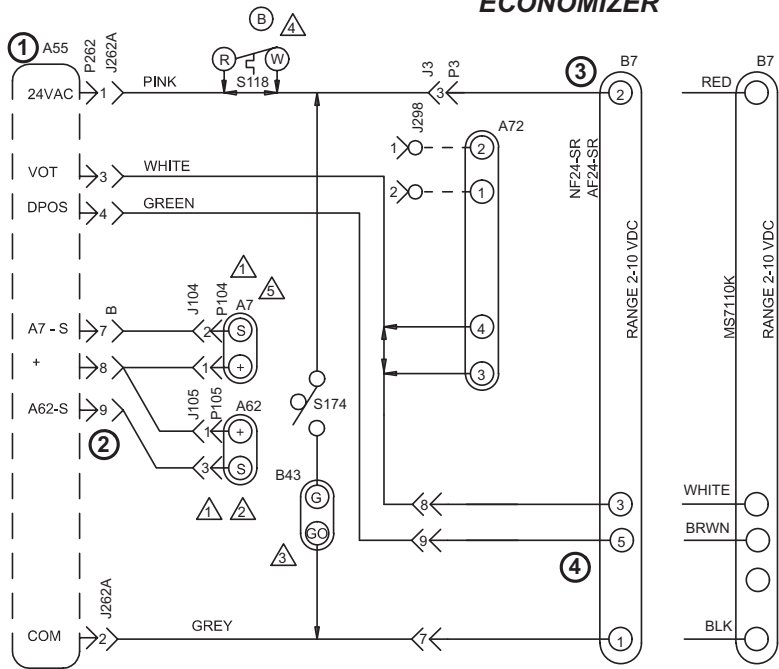 ECONOMIZER
1 A55
P262
J262A
B 4
R W
S118
24VAC 1 PINK
J3
P3
3
3 B7
2
B7
RED
J298
1
2
A72
2
1
4
3
VOT 3 WHITE
DPOS 4 GREEN
NF24-SR
AF24-SR
RANGE 2-10 VDC
MS7110K
RANGE 2-10 VDC
1 5
B
J104
P104
A7
A7 - S 7 2 S
+ 8 1 +
J105
P105
A62
A62-S 9 1 +
2 3 S
1 2
S174
B43
G
GO
3
8 3 WHITE
9 5 BRWN
4
J262A
COM 2 GREY 7 1 BLK